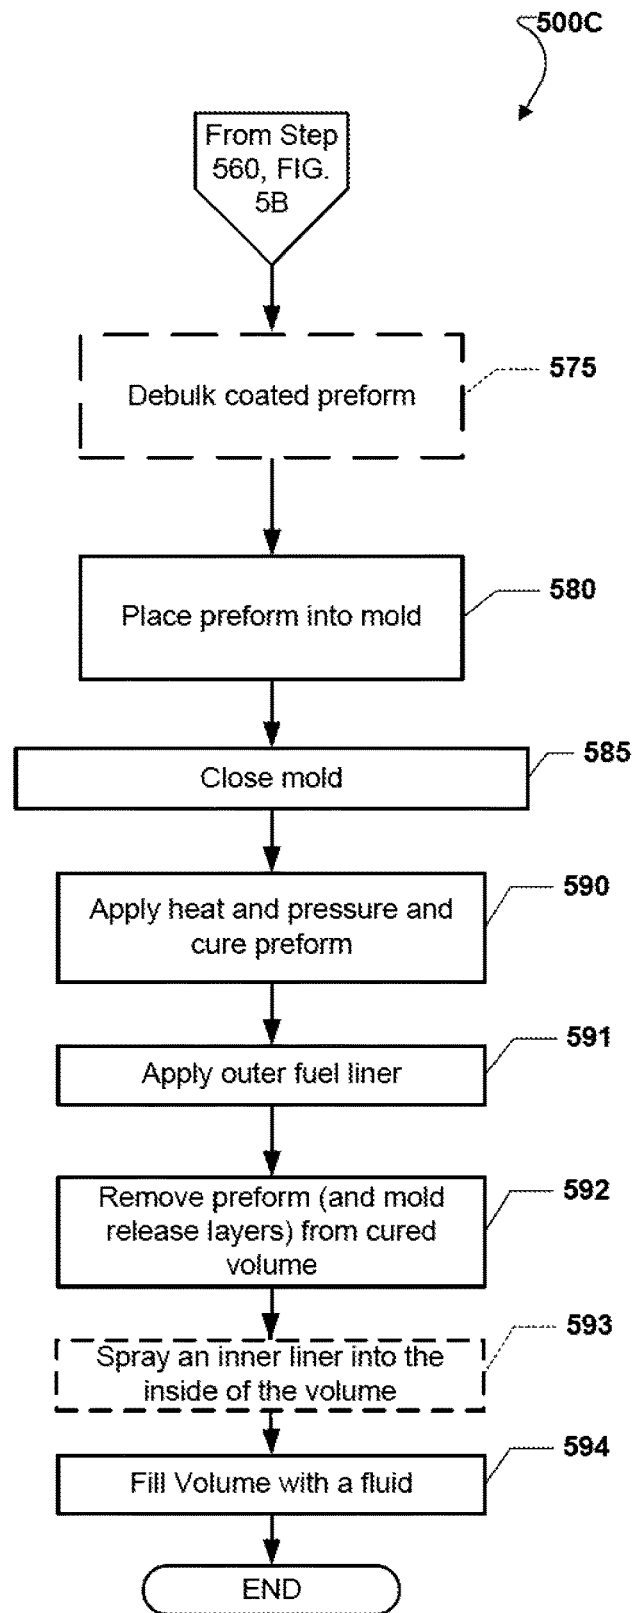 500C
From Step
560, FIG.
5B
575
Debulk coated preform
580
Place preform into mold
585
Close mold
590
Apply heat and pressure and
cure preform
591
Apply outer fuel liner
592
Remove preform (and mold
release layers) from cured
volume
593
Spray an inner liner into the
inside of the volume
594
Fill Volume with a fluid
END